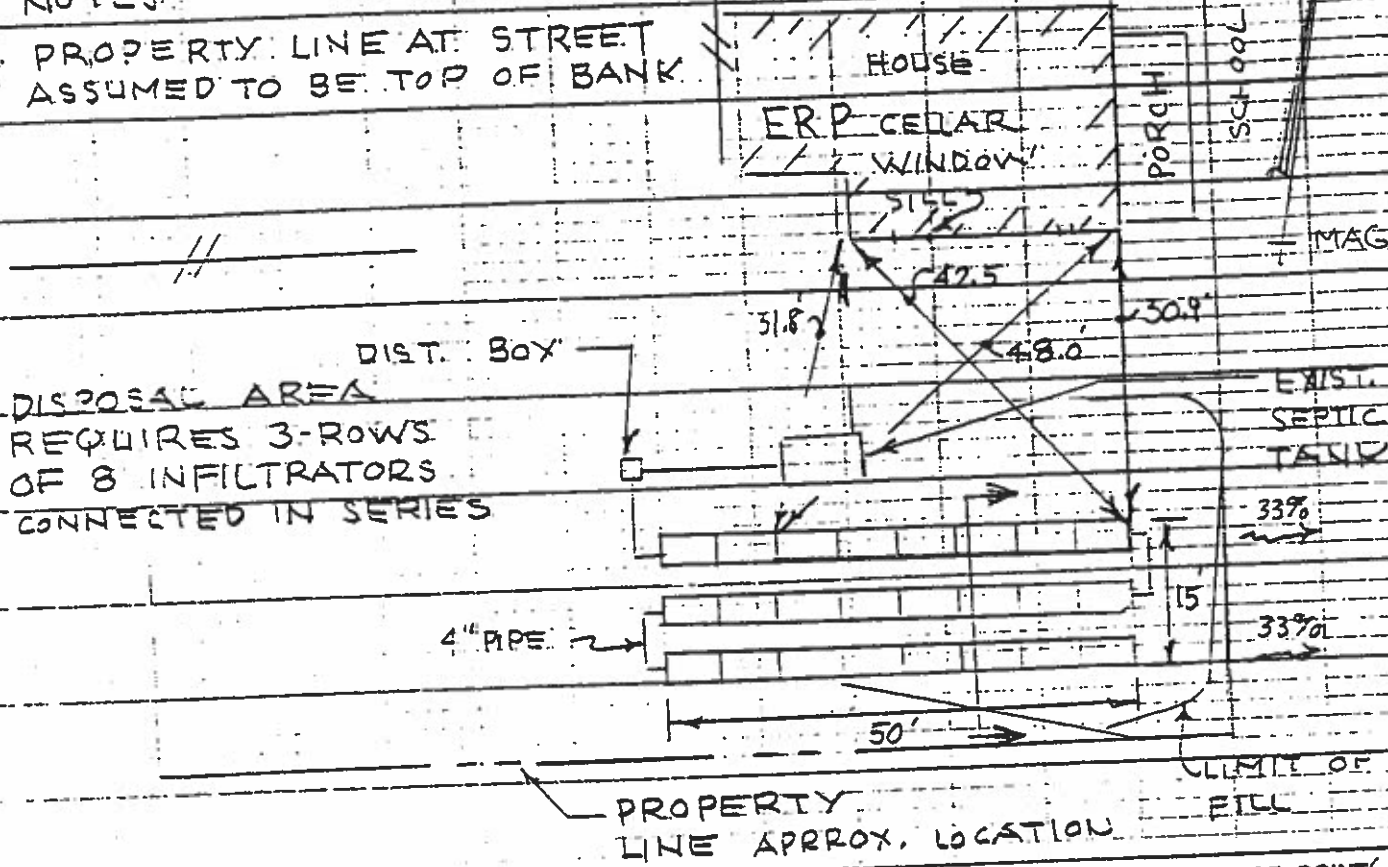 NOTES
PROPERTY LINE AT STREET
ASSUMED TO BE TOP OF BANK
HOUSE
ERP CELLAR
WINDOW
SILL
PORCH
SCHOOL
MAG
42.5
31.8'
30.9'
48.0'
DIST. BOX
DISPOSAL AREA
REQUIRES 3-ROWS
OF 8 INFILTRATORS
CONNECTED IN SERIES
EXIST.
SEPTIC
TANK
33%
15'
4" PIPE
33%
50'
LIMIT OF
FILL
PROPERTY
LINE APRROX. LOCATION